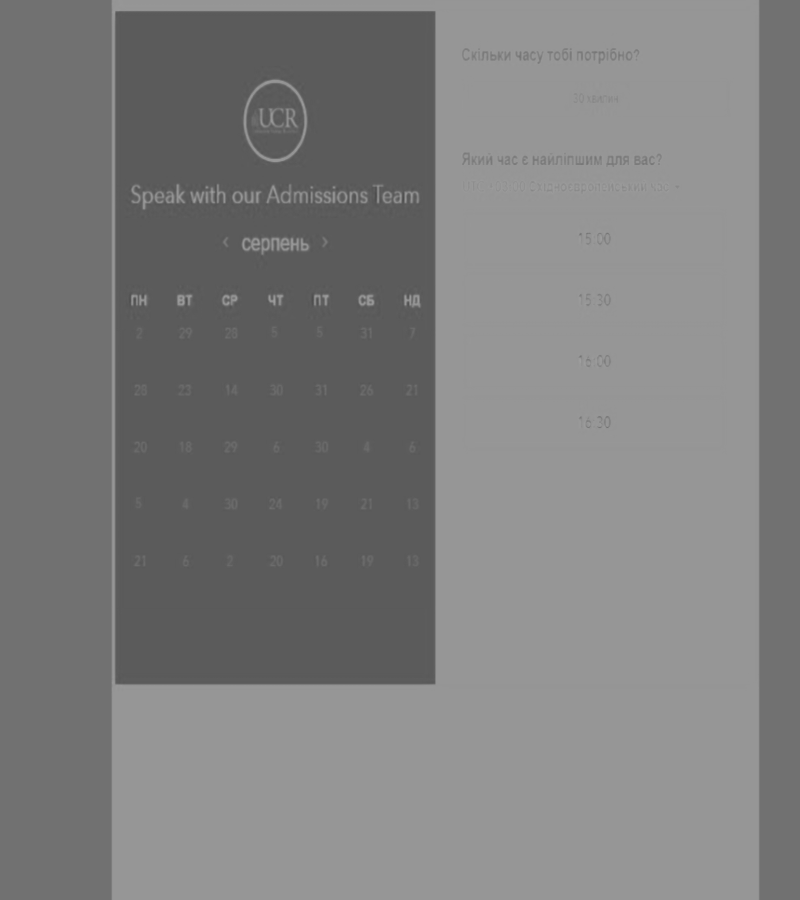 UCR
Speak with our Admissions Team
‹ серпень ›
ПН ВТ СР ЧТ ПТ СБ НД
2 29 28 5 5 31 7
28 23 14 30 31 26 21
20 18 29 6 30 4 6
5 4 30 24 19 21 13
21 6 2 20 16 19 13
Скільки часу тобі потрібно?
30 хвилин
Який час є найліпшим для вас?
15:00
15:30
16:00
16:30